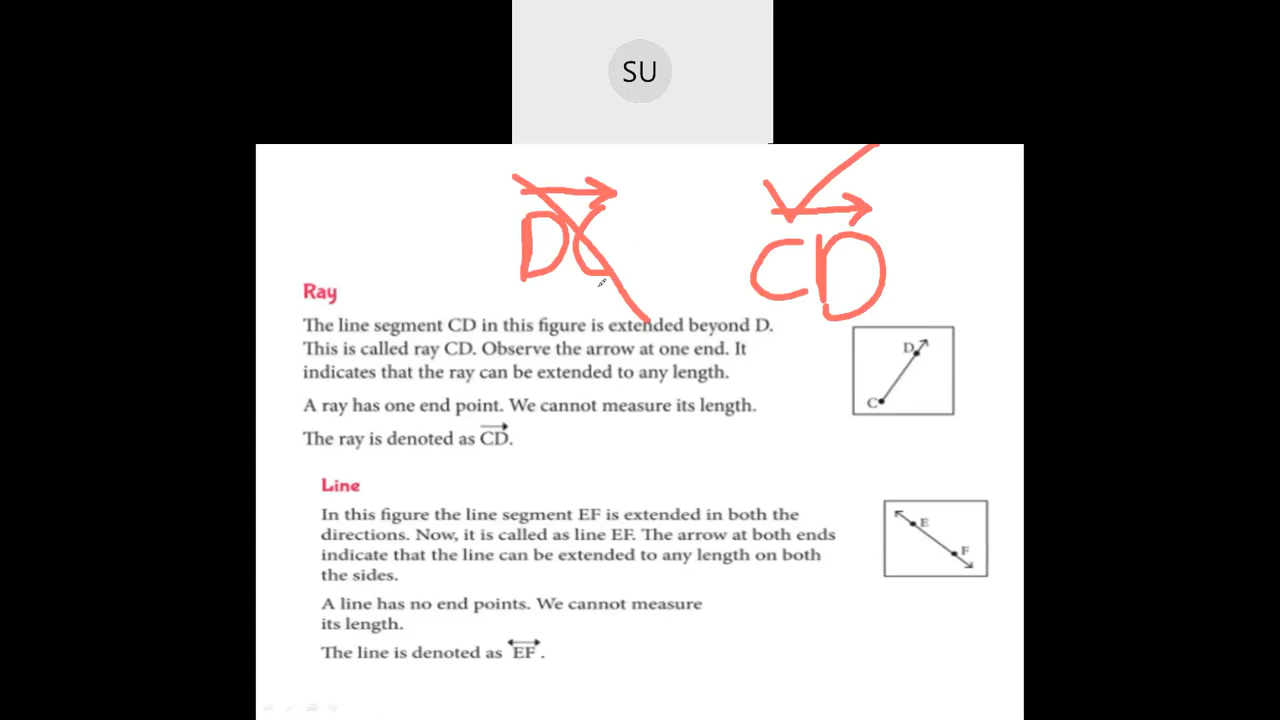 SU
DC
CD
Ray
The line segment CD in this figure is extended beyond D.
This is called ray CD. Observe the arrow at one end. It
indicates that the ray can be extended to any length.
A ray has one end point. We cannot measure its length.
The ray is denoted as CD.
D
C
Line
In this figure the line segment EF is extended in both the
directions. Now, it is called as line EF. The arrow at both ends
indicate that the line can be extended to any length on both
the sides.
A line has no end points. We cannot measure
its length.
The line is denoted as EF .
E
F